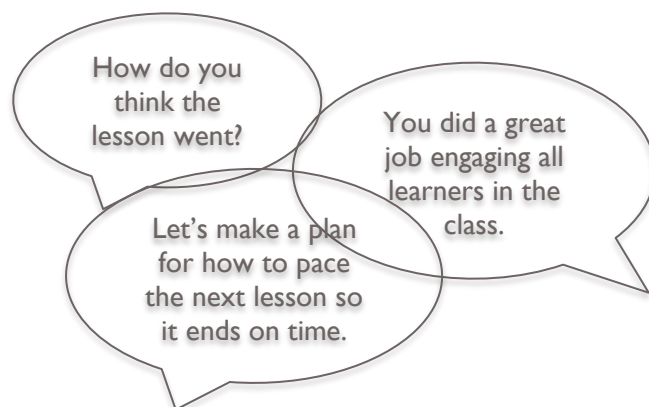 How do you
think the
lesson went?
You did a great
job engaging all
learners in the
class.
Let’s make a plan
for how to pace
the next lesson so
it ends on time.